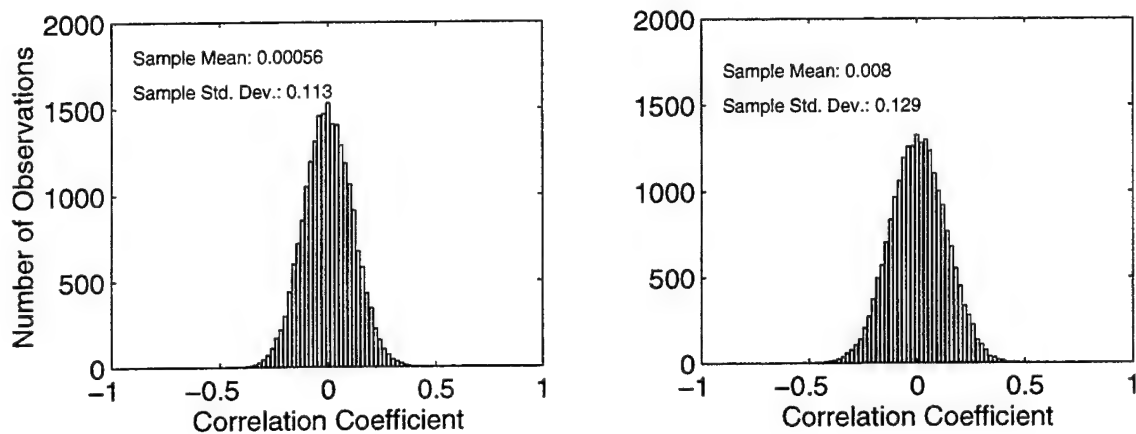 2000
1500
1000
500
0
Number of Observations
Sample Mean: 0.00056
Sample Std. Dev.: 0.113
−1
−0.5
0
0.5
1
Correlation Coefficient
2000
1500
1000
500
0
Sample Mean: 0.008
Sample Std. Dev.: 0.129
−1
−0.5
0
0.5
1
Correlation Coefficient